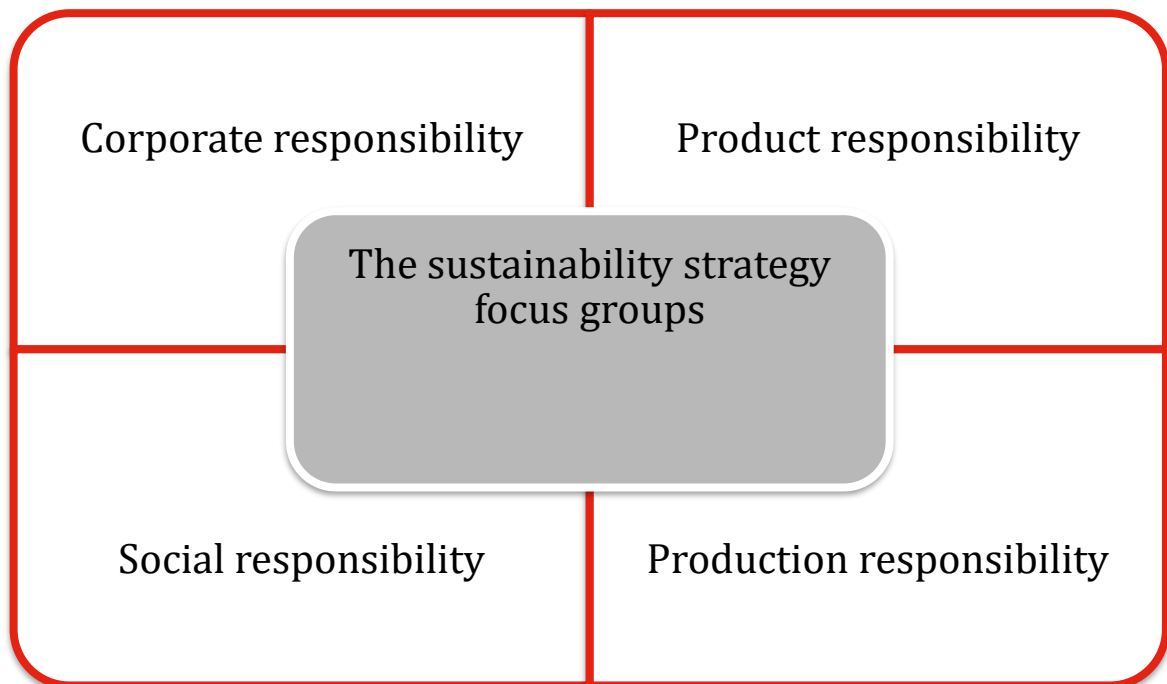 Corporate responsibility
Product responsibility
The sustainability strategy
focus groups
Social responsibility
Production responsibility